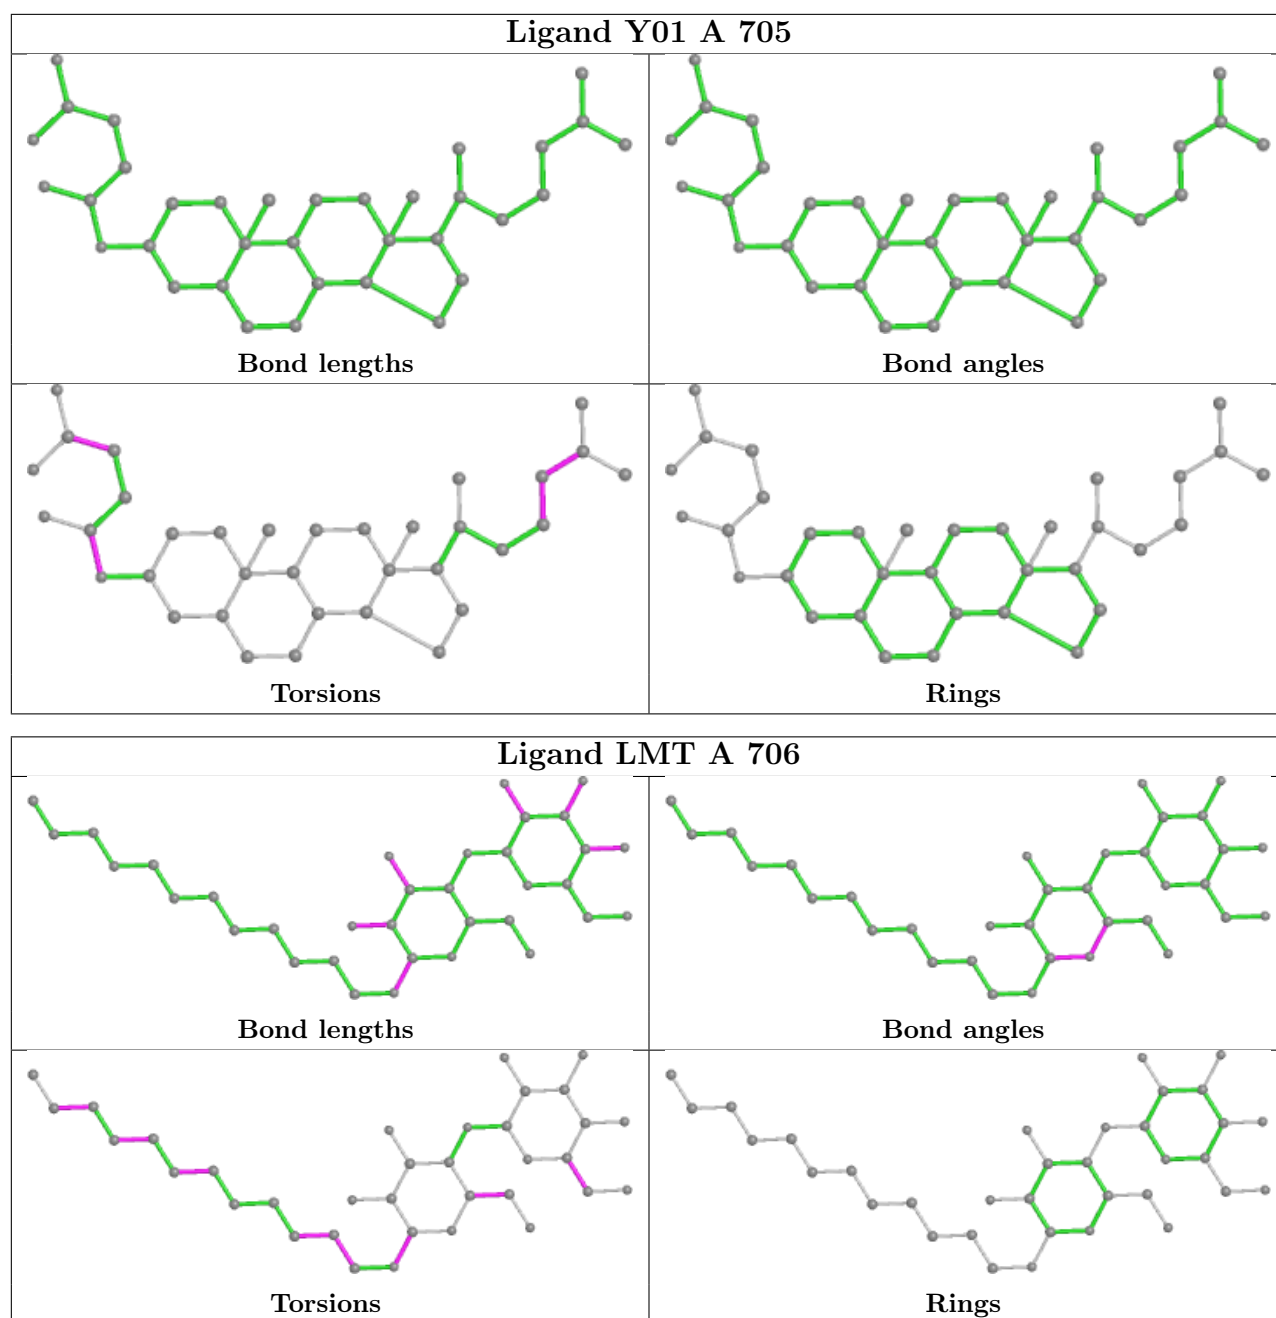 Ligand Y01 A 705
Bond lengths
Bond angles
Torsions
Rings
Ligand LMT A 706
Bond lengths
Bond angles
Torsions
Rings